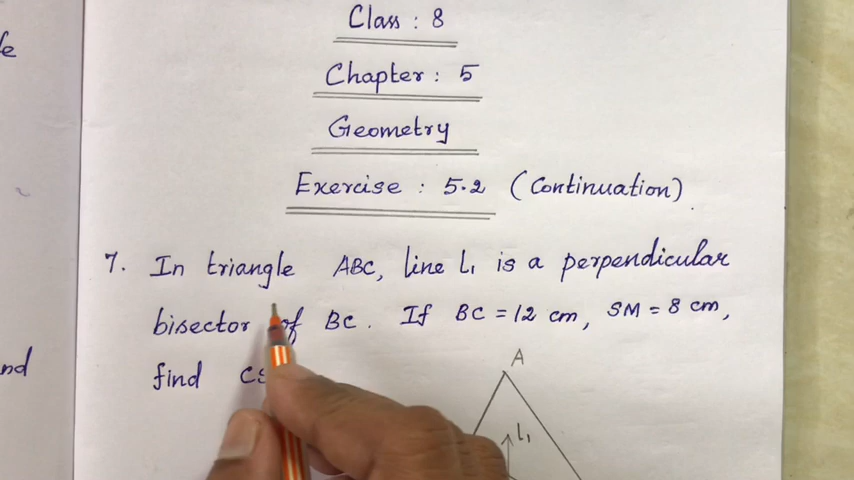 Class : 8
Chapter : 5
Geometry
Exercise : 5.2 (Continuation)
7. In triangle ABC, line l₁ is a perpendicular
bisector of BC. If BC = 12 cm, SM = 8 cm,
find
A
l₁
nd